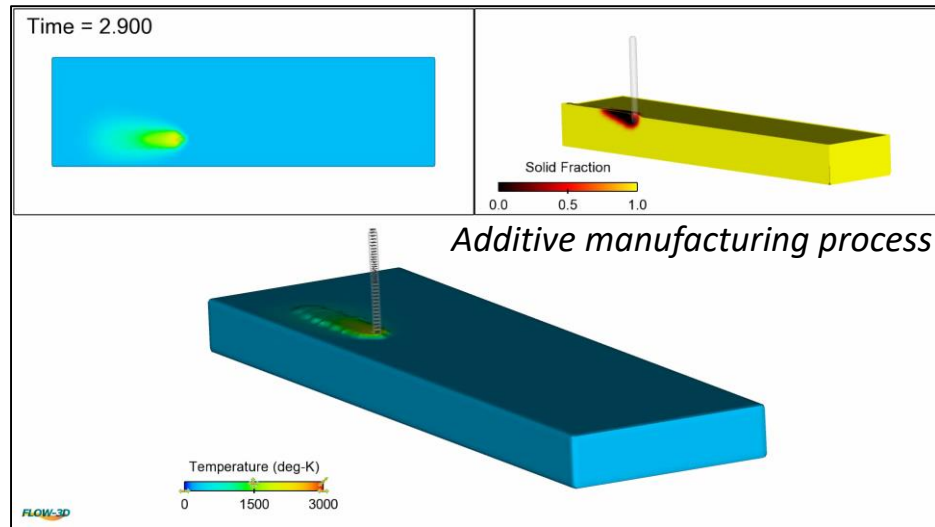 Time = 2.900
Solid Fraction
0.0 0.5 1.0
Additive manufacturing process
Temperature (deg-K)
0 1500 3000
FLOW-3D